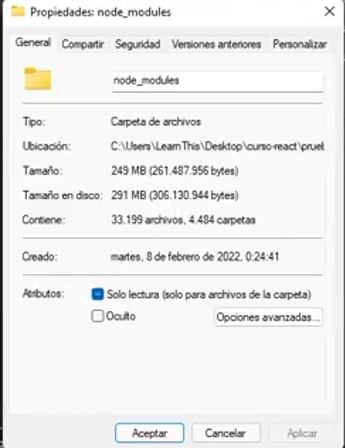 Propiedades: node_modules
General Compartir Seguridad Versiones anteriores Personalizar
node_modules
Tipo: Carpeta de archivos
Ubicación: C:\Users\LearnThis\Desktop\curso-react\pruel
Tamaño: 249 MB (261.487.956 bytes)
Tamaño en disco: 291 MB (306.130.944 bytes)
Contiene: 33.199 archivos, 4.484 carpetas
Creado: martes, 8 de febrero de 2022, 0:24:41
Atributos: Solo lectura (solo para archivos de la carpeta)
Oculto Opciones avanzadas...
Aceptar Cancelar Aplicar